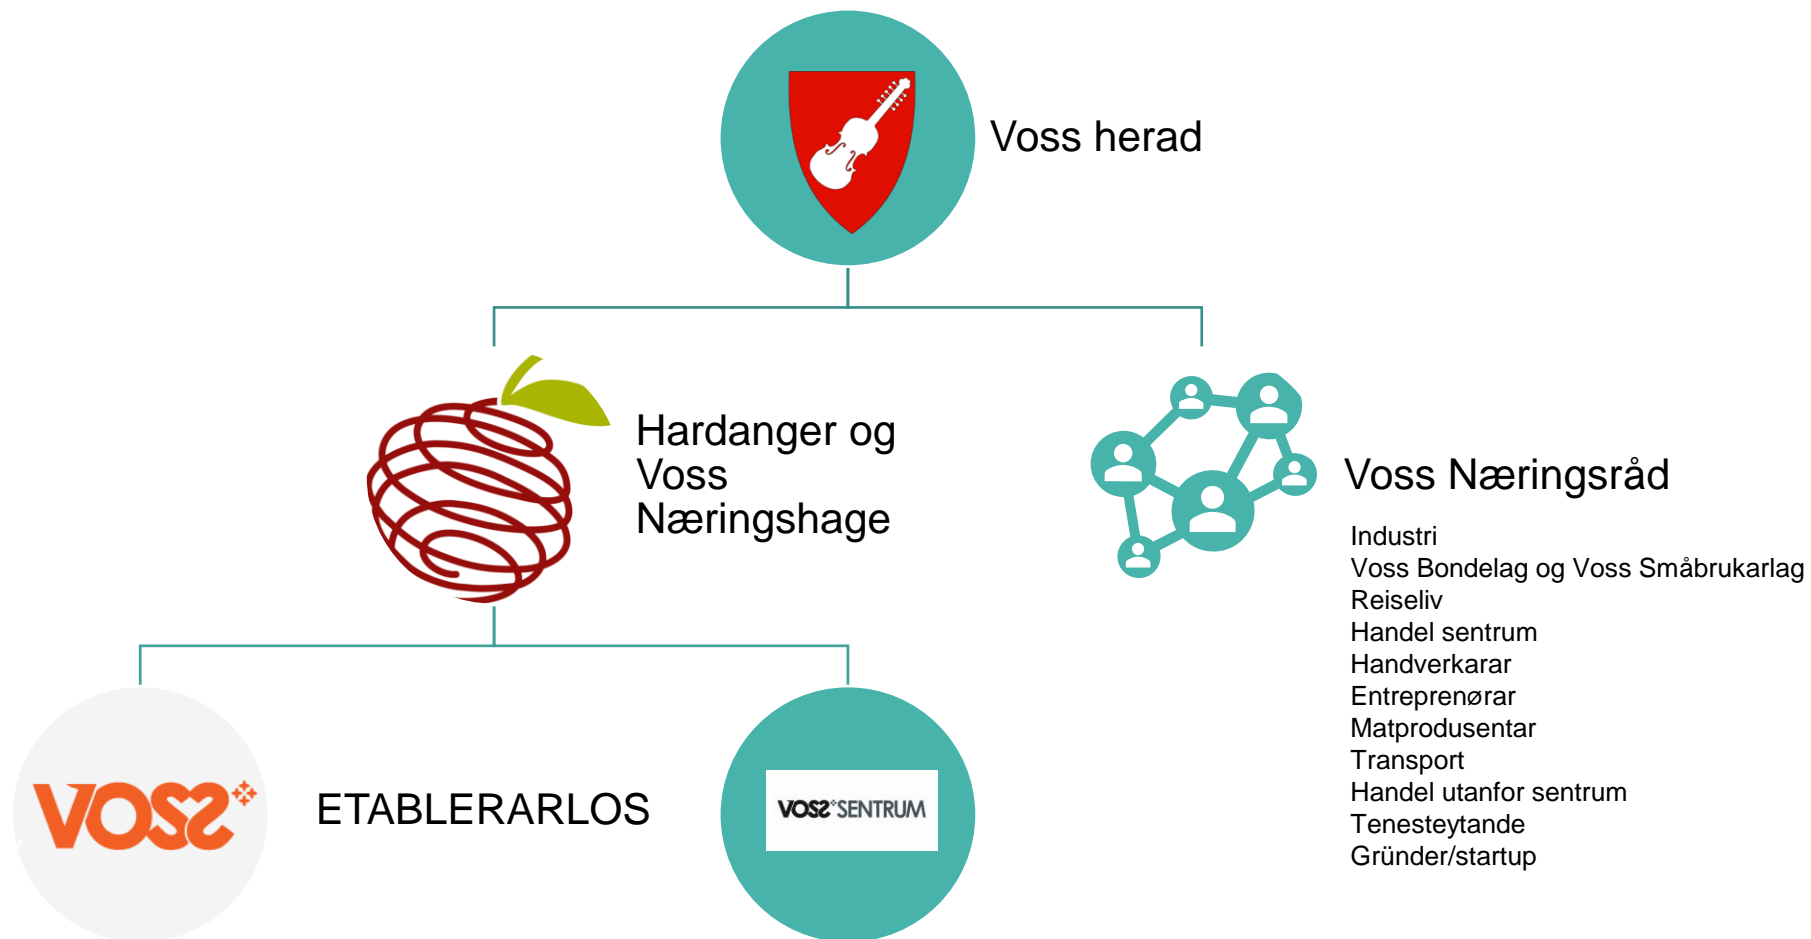 Voss herad
Hardanger og
Voss
Næringshage
Voss Næringsråd
Industri
Voss Bondelag og Voss Småbrukarlag
Reiseliv
Handel sentrum
Handverkarar
Entreprenørar
Matprodusentar
Transport
Handel utanfor sentrum
Tenesteytande
Gründer/startup
VOSS
ETABLERARLOS
VOSS SENTRUM